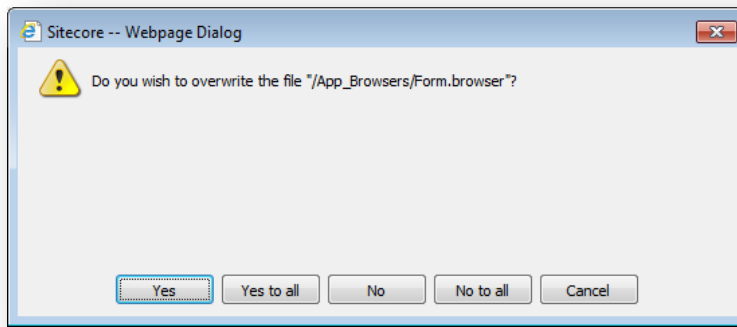 Sitecore -- Webpage Dialog
Do you wish to overwrite the file "/App_Browsers/Form.browser"?
Yes
Yes to all
No
No to all
Cancel